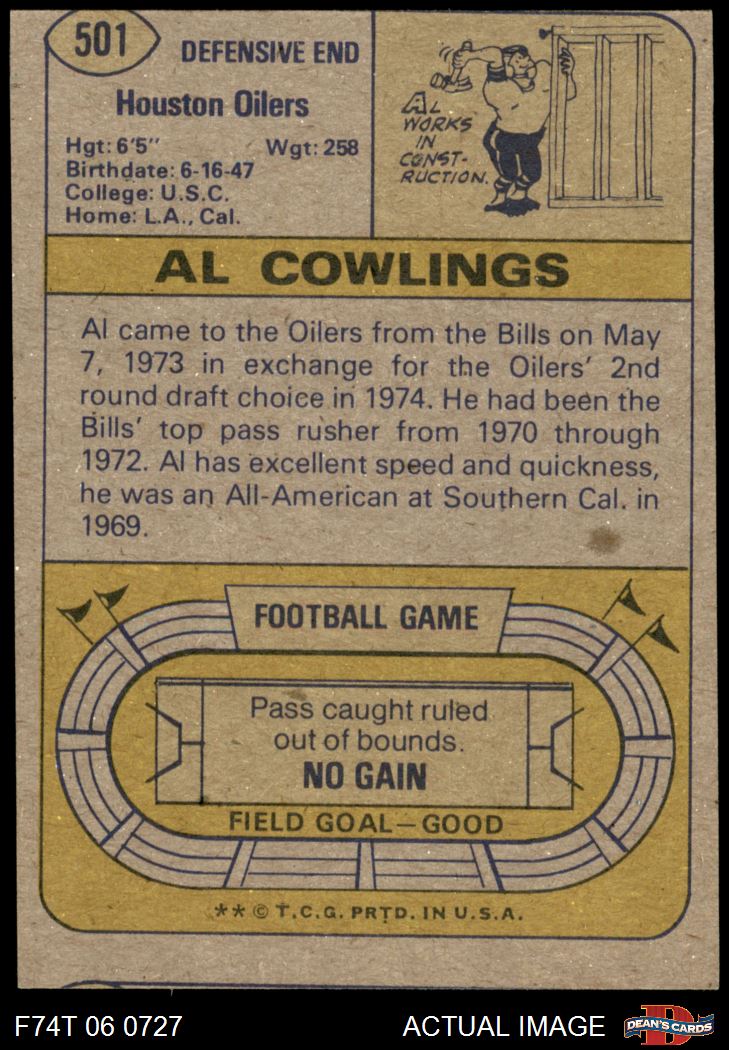 501
DEFENSIVE END
Houston Oilers
Hgt: 6'5" Wgt: 258
Birthdate: 6-16-47
College: U.S.C.
Home: L.A., Cal.
AL
WORKS
IN
CONST-
RUCTION.
AL COWLINGS
Al came to the Oilers from the Bills on May
7, 1973 in exchange for the Oilers' 2nd
round draft choice in 1974. He had been the
Bills' top pass rusher from 1970 through
1972. Al has excellent speed and quickness,
he was an All-American at Southern Cal. in
1969.
FOOTBALL GAME
Pass caught ruled
out of bounds.
NO GAIN
FIELD GOAL—GOOD
** © T.C.G. PRTD. IN U.S.A.
F74T 06 0727
ACTUAL IMAGE
D
DEAN'S CARDS